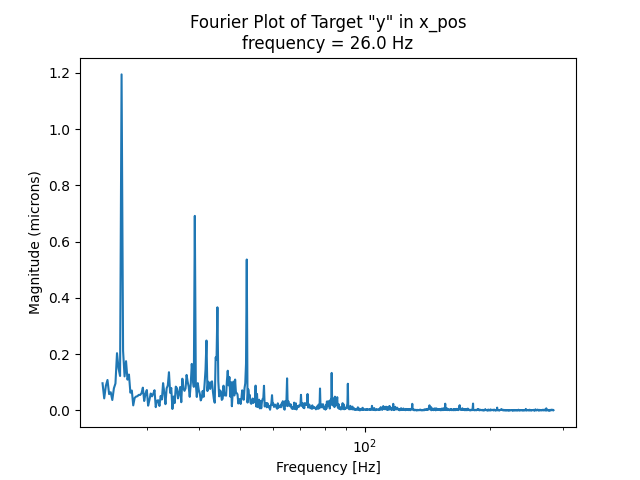 Fourier Plot of Target "y" in x_pos
frequency = 26.0 Hz
1.2
1.0
0.8
0.6
0.4
0.2
0.0
Magnitude (microns)
10²
Frequency [Hz]